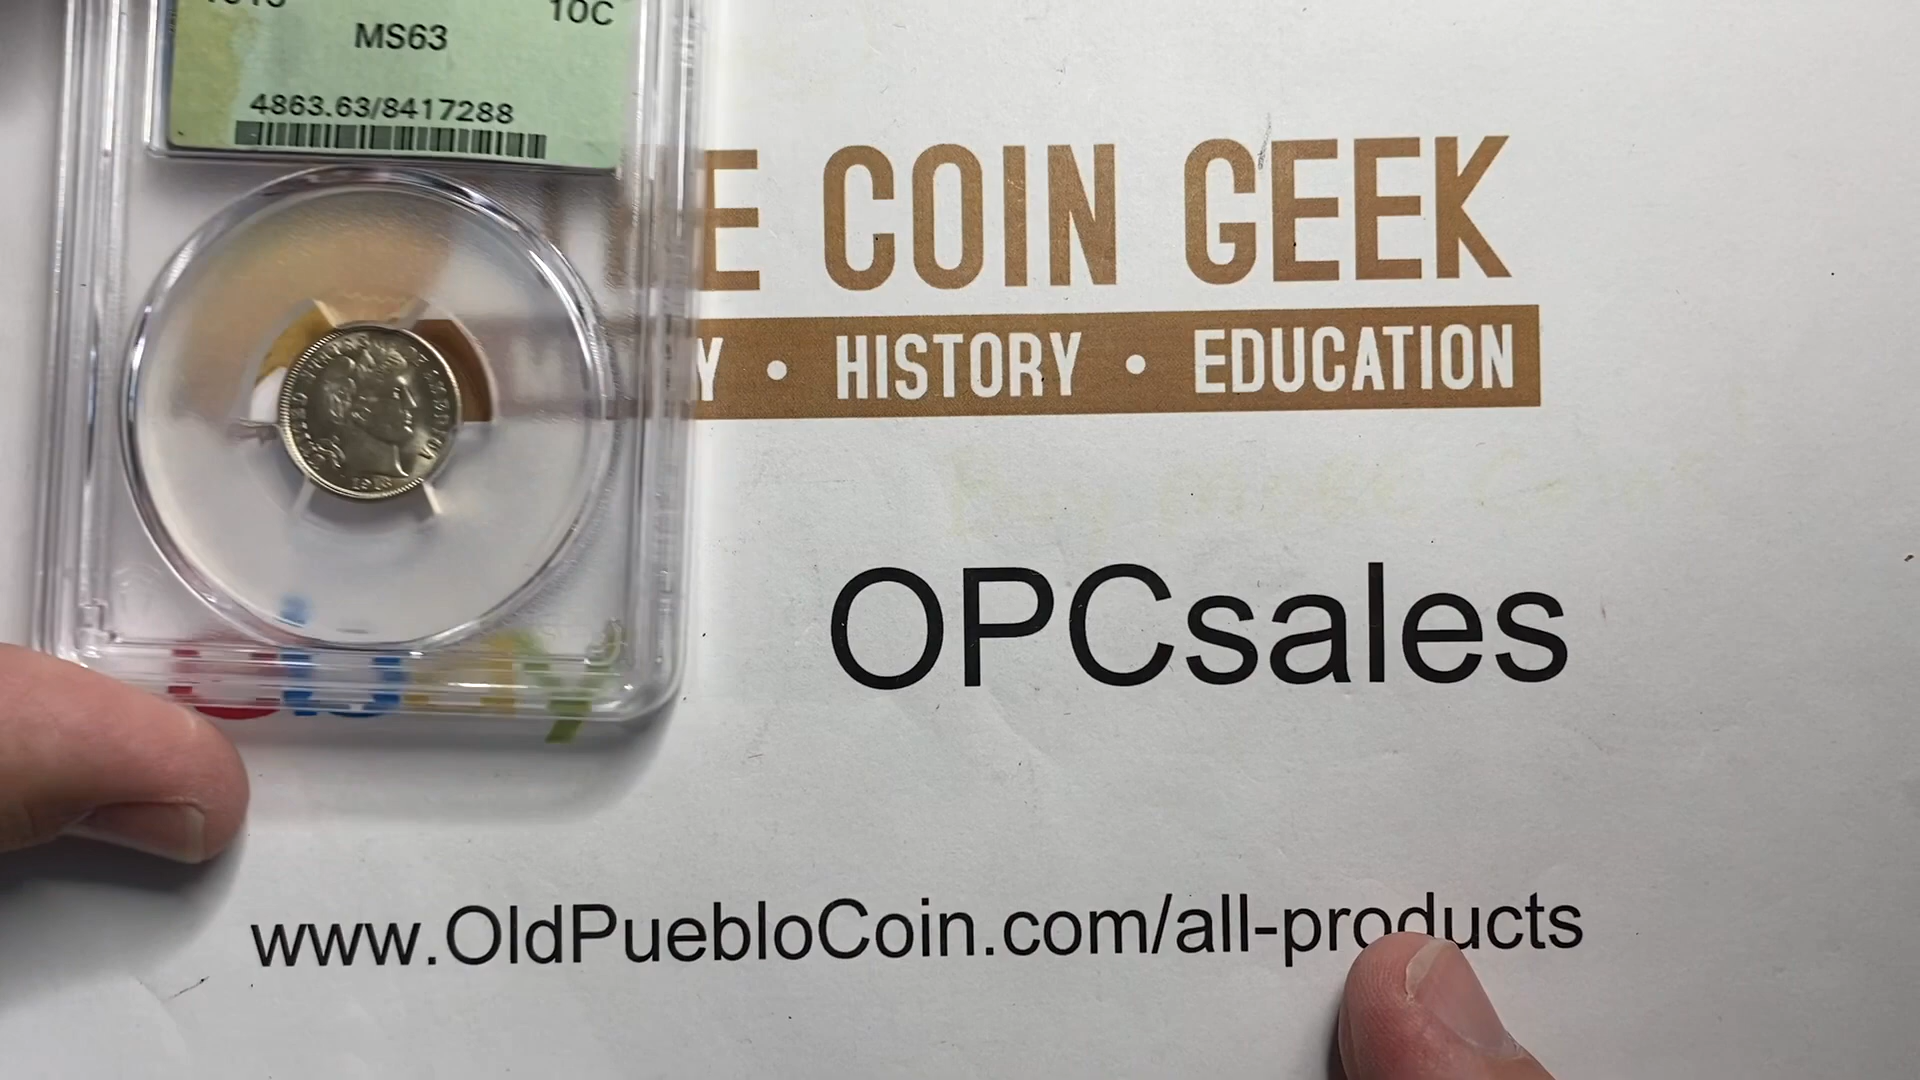 10C
MS63
4863.63/8417288
E COIN GEEK
Y • HISTORY • EDUCATION
OPCsales
www.OldPuebloCoin.com/all-products